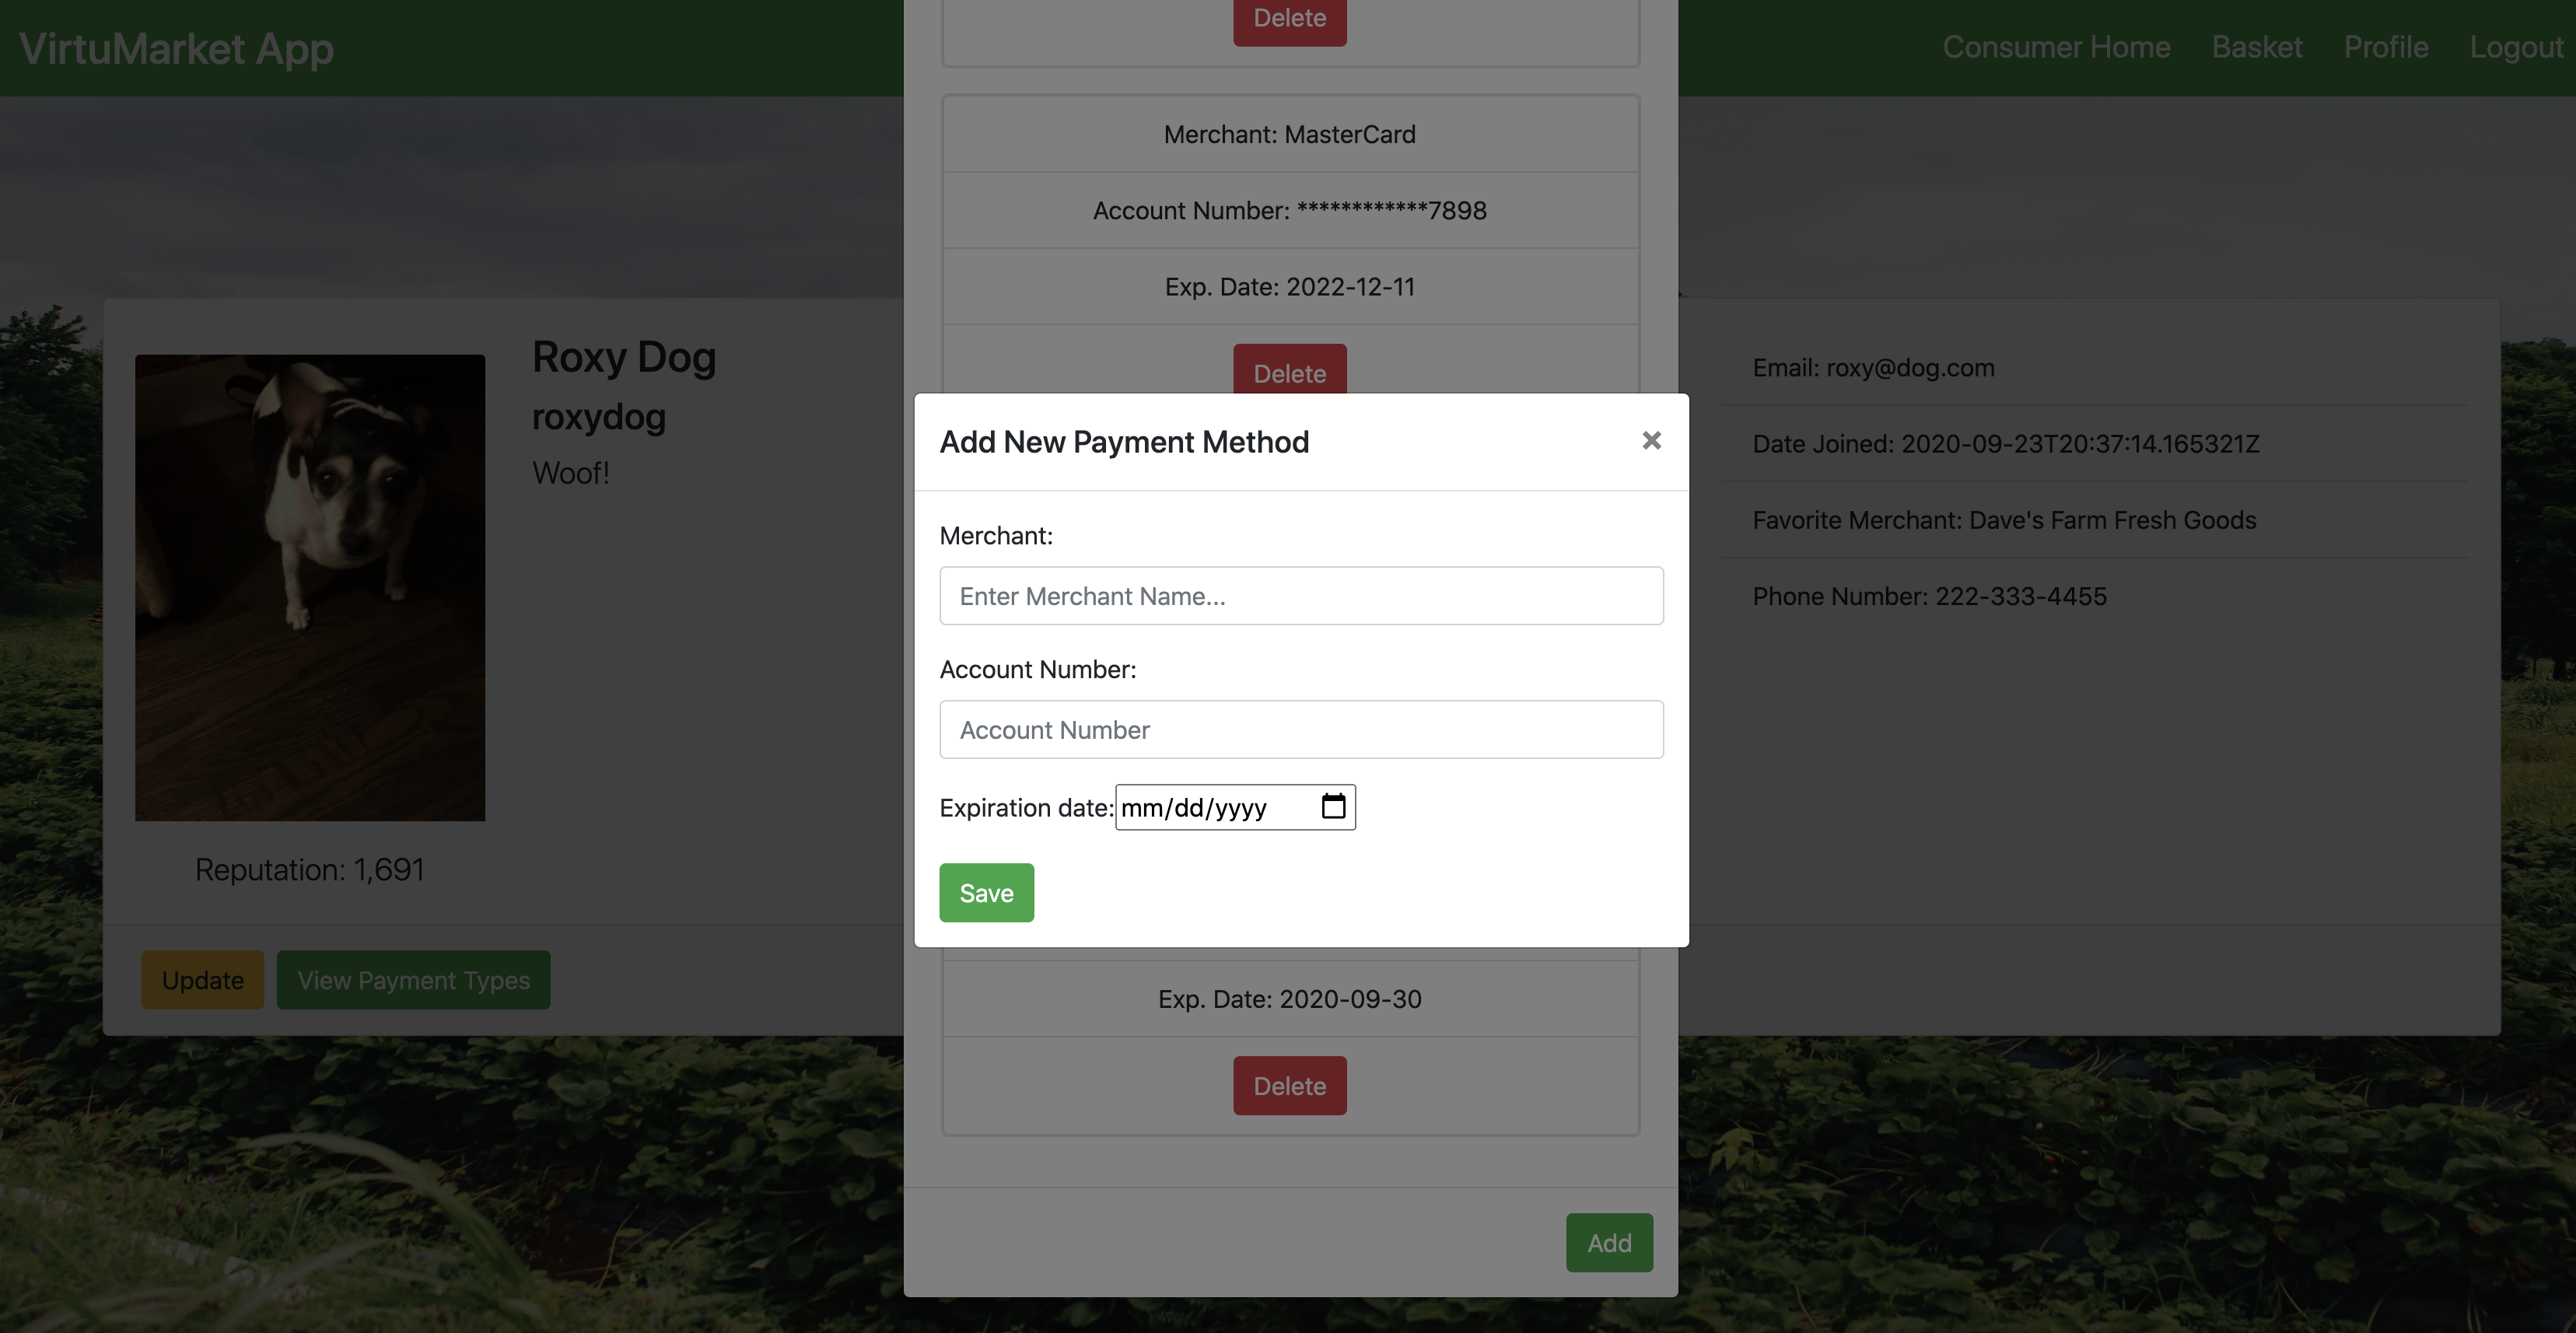 VirtuMarket App
Consumer Home
Basket
Profile
Logout
Delete
Merchant: MasterCard
Account Number: ************7898
Exp. Date: 2022-12-11
Delete
Roxy Dog
roxydog
Woof!
Reputation: 1,691
Update
View Payment Types
Add New Payment Method
×
Merchant:
Enter Merchant Name...
Account Number:
Account Number
Expiration date:
mm/dd/yyyy
Save
Email: roxy@dog.com
Date Joined: 2020-09-23T20:37:14.165321Z
Favorite Merchant: Dave's Farm Fresh Goods
Phone Number: 222-333-4455
Exp. Date: 2020-09-30
Delete
Add